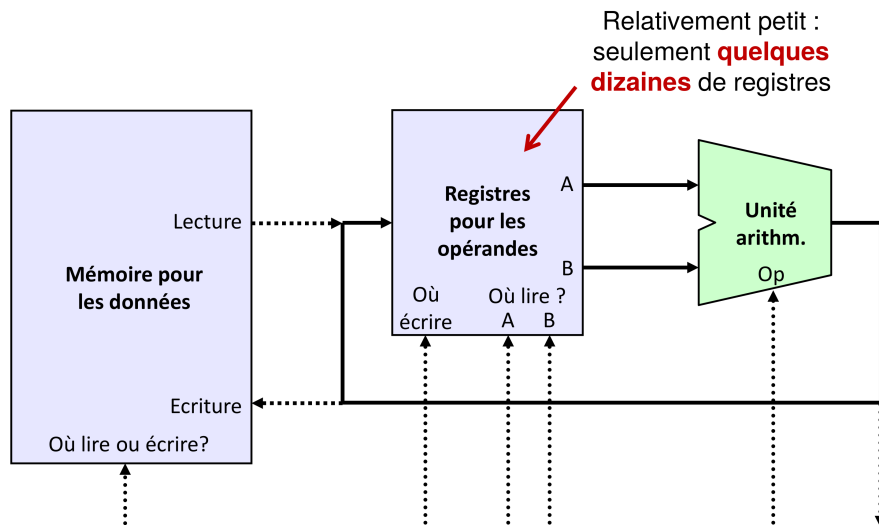 Relativement petit :
seulement quelques
dizaines de registres
Lecture
Mémoire pour
les données
Ecriture
Où lire ou écrire?
Registres
pour les
opérandes
A
B
Où
écrire
Où lire ?
A B
Unité
arithm.
Op